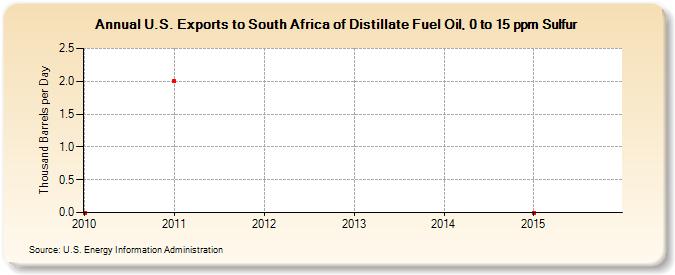 Annual U.S. Exports to South Africa of Distillate Fuel Oil, 0 to 15 ppm Sulfur
Thousand Barrels per Day
2.5
2.0
1.5
1.0
0.5
0.0
2010 2011 2012 2013 2014 2015
Source: U.S. Energy Information Administration